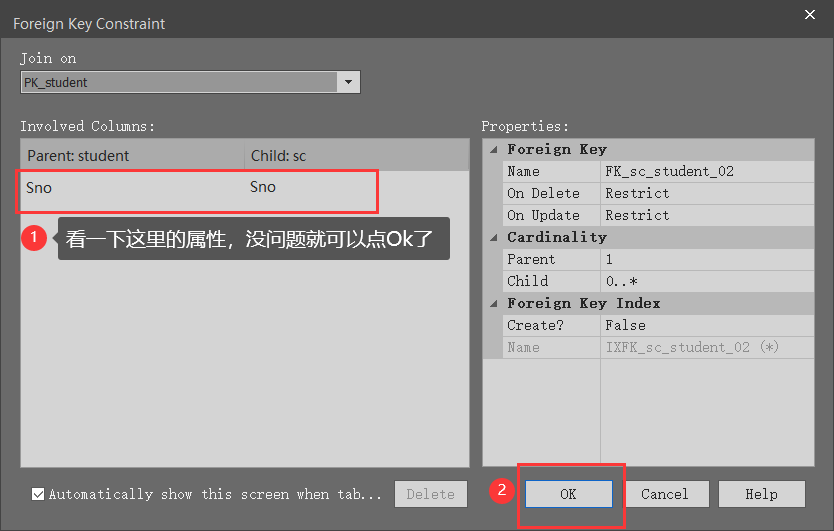 Foreign Key Constraint
Join on
PK_student
Involved Columns:
Parent: student Child: sc
Sno Sno
1 看一下这里的属性，没问题就可以点Ok了
Properties:
Foreign Key
Name FK_sc_student_02
On Delete Restrict
On Update Restrict
Cardinality
Parent 1
Child 0..*
Foreign Key Index
Create? False
Name IXFK_sc_student_02 (*)
Automatically show this screen when tab... Delete 2 OK Cancel Help